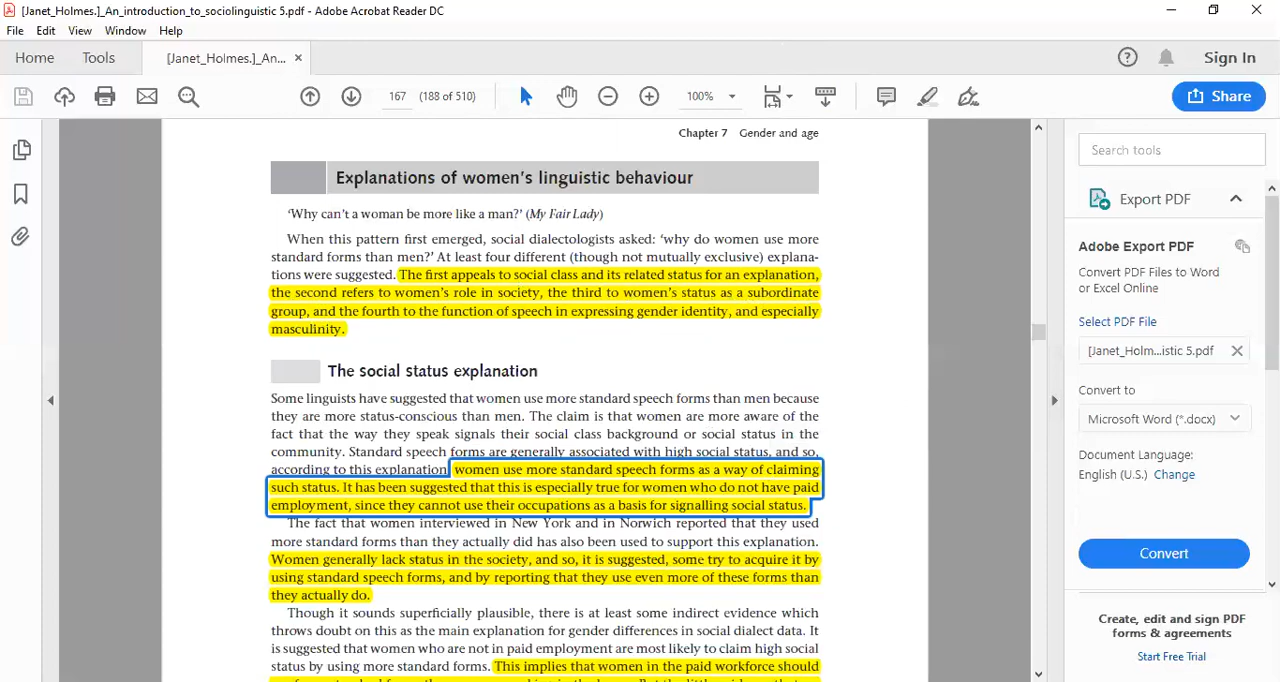 [Janet_Holmes.]_An_introduction_to_sociolinguistic 5.pdf - Adobe Acrobat Reader DC
File Edit View Window Help
Home Tools [Janet_Holmes.]_An... × Sign In
167 (188 of 510) 100% Share
Chapter 7 Gender and age
Explanations of women's linguistic behaviour
'Why can't a woman be more like a man?' (My Fair Lady)
When this pattern first emerged, social dialectologists asked: 'why do women use more
standard forms than men?' At least four different (though not mutually exclusive) explana-
tions were suggested. The first appeals to social class and its related status for an explanation,
the second refers to women's role in society, the third to women's status as a subordinate
group, and the fourth to the function of speech in expressing gender identity, and especially
masculinity.
The social status explanation
Some linguists have suggested that women use more standard speech forms than men because
they are more status-conscious than men. The claim is that women are more aware of the
fact that the way they speak signals their social class background or social status in the
community. Standard speech forms are generally associated with high social status, and so,
according to this explanation, women use more standard speech forms as a way of claiming
such status. It has been suggested that this is especially true for women who do not have paid
employment, since they cannot use their occupations as a basis for signalling social status.
The fact that women interviewed in New York and in Norwich reported that they used
more standard forms than they actually did has also been used to support this explanation.
Women generally lack status in the society, and so, it is suggested, some try to acquire it by
using standard speech forms, and by reporting that they use even more of these forms than
they actually do.
Though it sounds superficially plausible, there is at least some indirect evidence which
throws doubt on this as the main explanation for gender differences in social dialect data. It
is suggested that women who are not in paid employment are most likely to claim high social
status by using more standard forms. This implies that women in the paid workforce should
Search tools
Export PDF
Adobe Export PDF
Convert PDF Files to Word
or Excel Online
Select PDF File
[Janet_Holm...istic 5.pdf
Convert to
Microsoft Word (*.docx)
Document Language:
English (U.S.) Change
Convert
Create, edit and sign PDF
forms & agreements
Start Free Trial